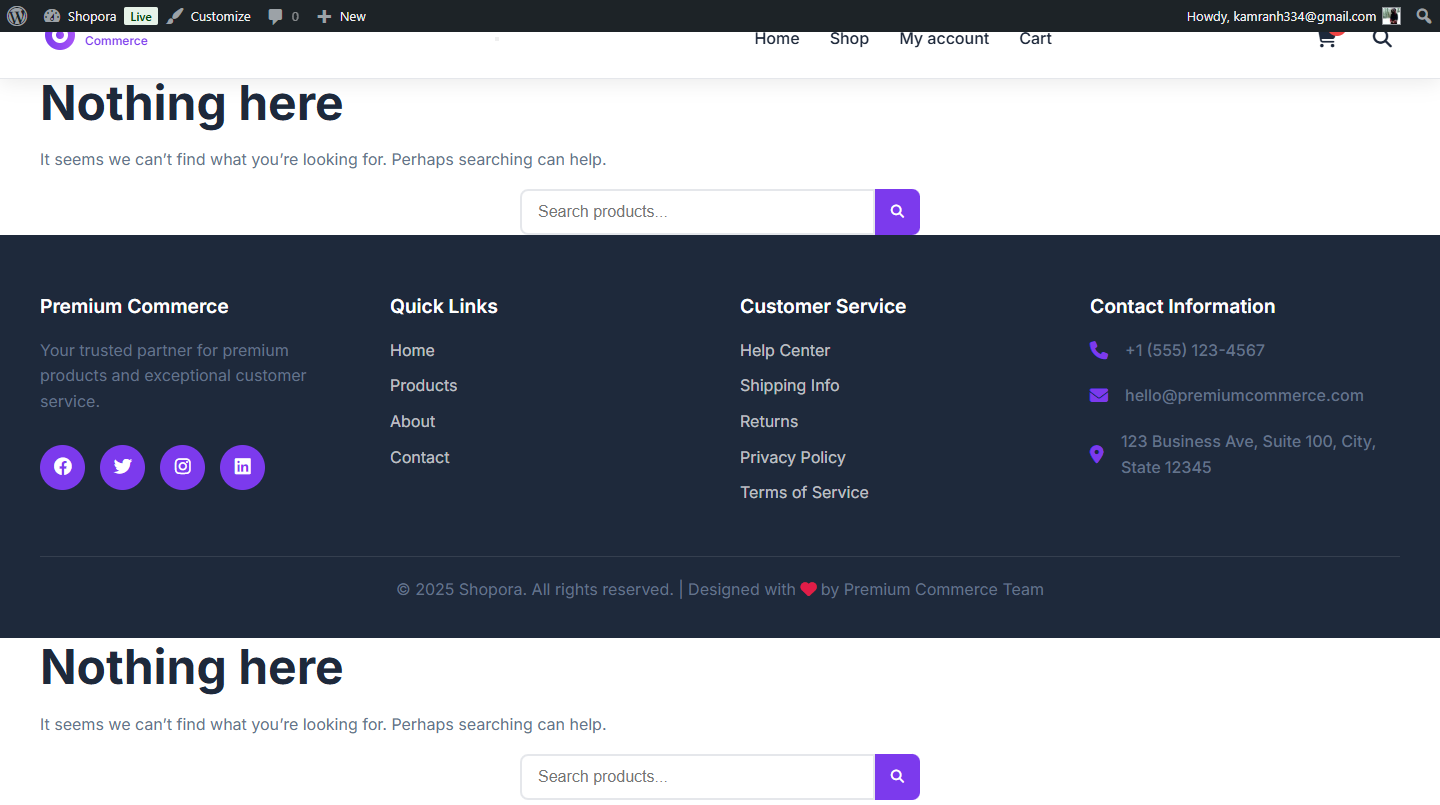 Shopora Live Customize 0 New Howdy, kamranh334@gmail.com
Commerce Home Shop My account Cart
Nothing here
It seems we can’t find what you’re looking for. Perhaps searching can help.
Search products...
Premium Commerce
Your trusted partner for premium
products and exceptional customer
service.
Quick Links
Home
Products
About
Contact
Customer Service
Help Center
Shipping Info
Returns
Privacy Policy
Terms of Service
Contact Information
+1 (555) 123-4567
hello@premiumcommerce.com
123 Business Ave, Suite 100, City,
State 12345
© 2025 Shopora. All rights reserved. | Designed with ❤ by Premium Commerce Team
Nothing here
It seems we can’t find what you’re looking for. Perhaps searching can help.
Search products...